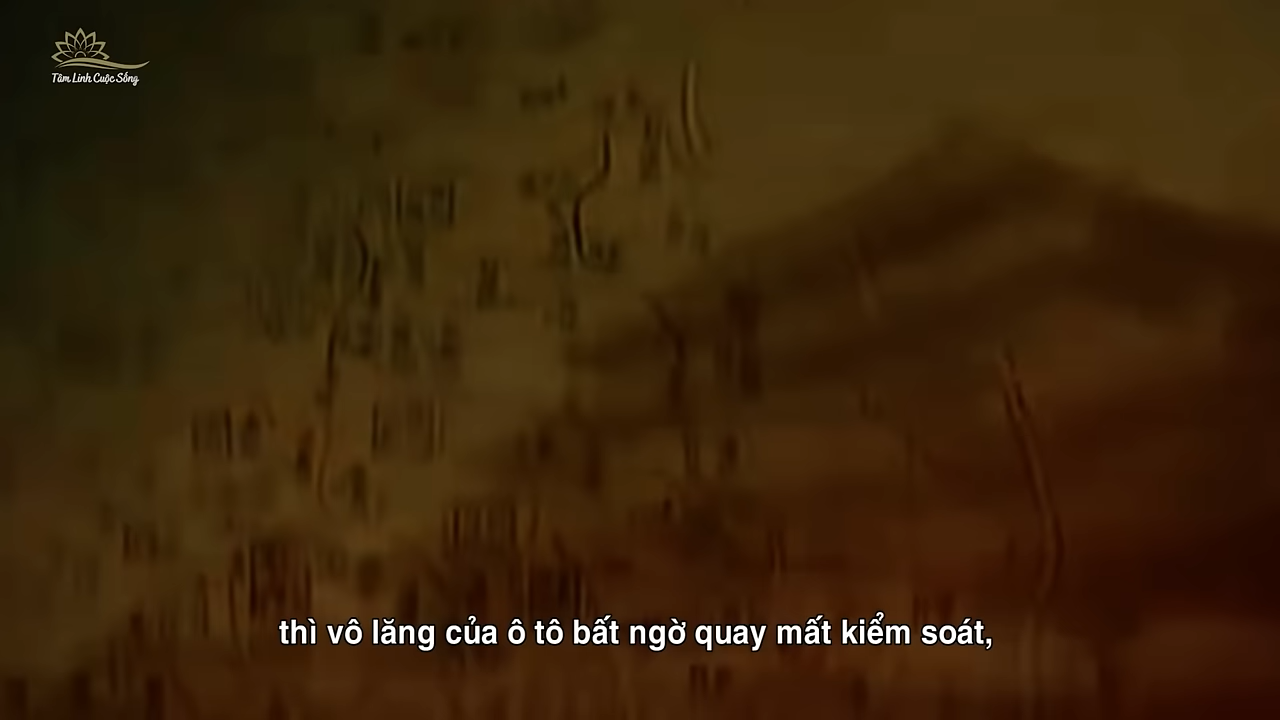 Tâm Linh Cuộc Sống
thì vô lăng của ô tô bất ngờ quay mất kiểm soát,